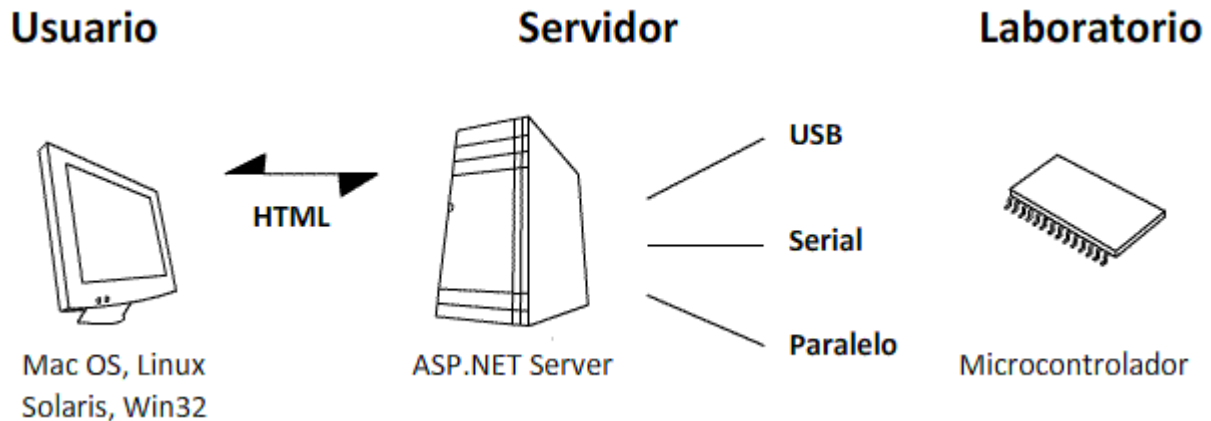 Usuario
Servidor
Laboratorio
HTML
USB
Serial
Paralelo
Mac OS, Linux
Solaris, Win32
ASP.NET Server
Microcontrolador